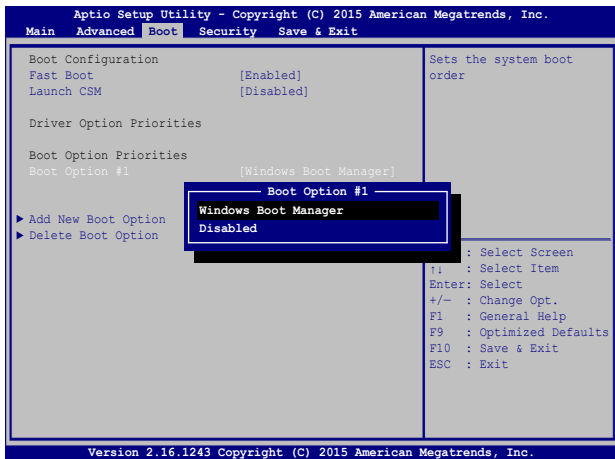 Aptio Setup Utility - Copyright (C) 2015 American Megatrends, Inc.
Main Advanced Boot Security Save & Exit
Boot Configuration
Fast Boot [Enabled]
Launch CSM [Disabled]
Driver Option Priorities
Boot Option Priorities
Boot Option #1 [Windows Boot Manager]
Add New Boot Option
Delete Boot Option
Boot Option #1
Windows Boot Manager
Disabled
Sets the system boot
order
: Select Screen
↑↓ : Select Item
Enter: Select
+/— : Change Opt.
F1 : General Help
F9 : Optimized Defaults
F10 : Save & Exit
ESC : Exit
Version 2.16.1243 Copyright (C) 2015 American Megatrends, Inc.